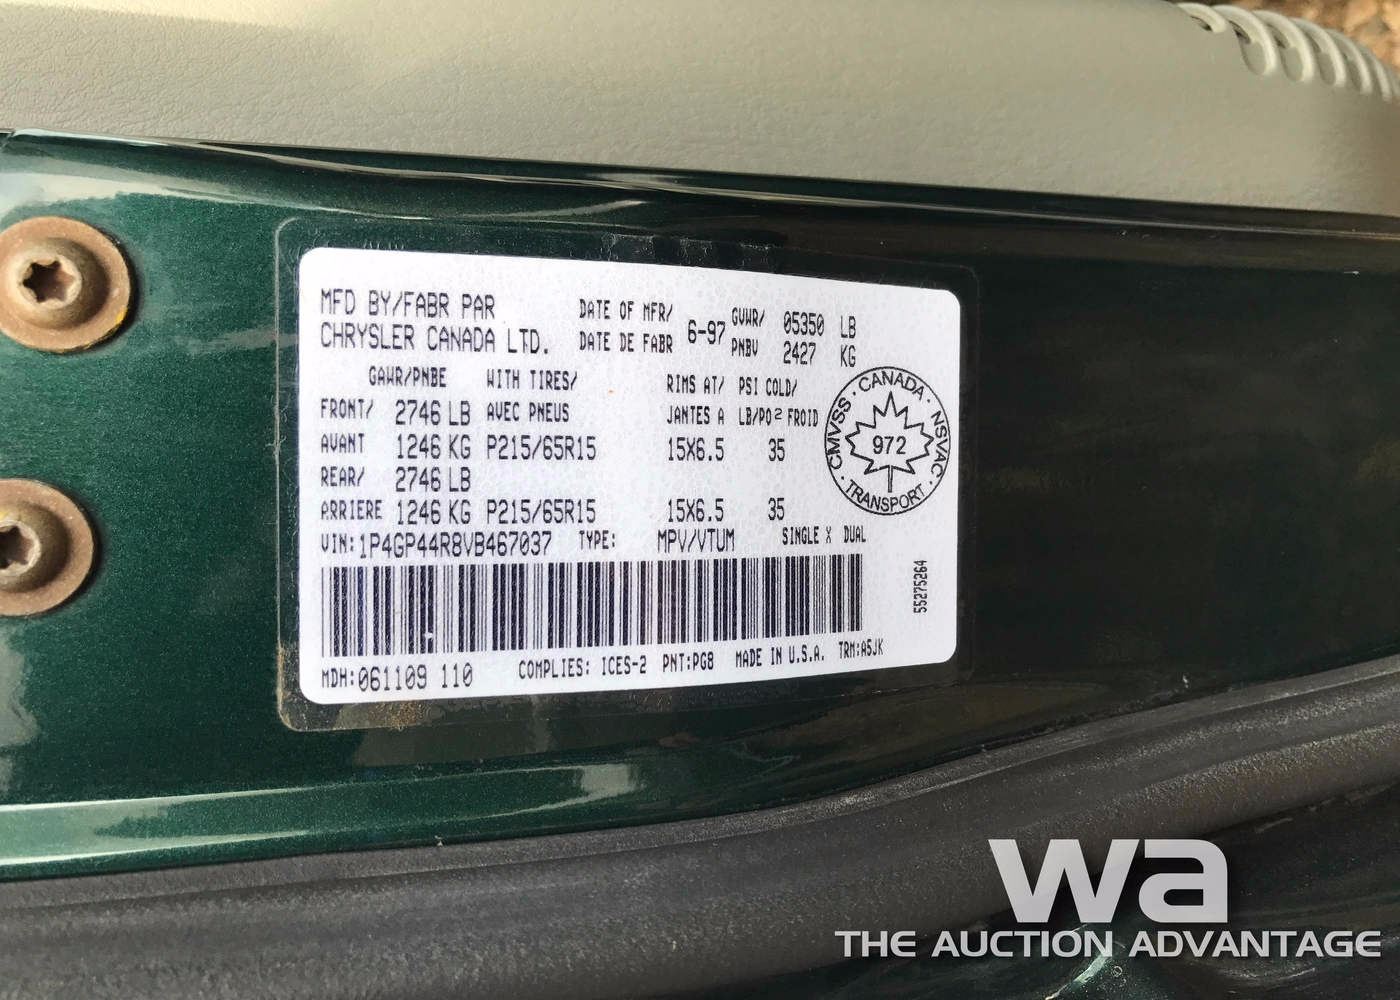 MFD BY/FABR PAR
CHRYSLER CANADA LTD.
DATE OF MFR/
DATE DE FABR
6-97
GVWR/ 05350 LB
PNBV 2427 KG
GAWR/PNBE WITH TIRES/ RIMS AT/ PSI COLD/
FRONT/ 2746 LB AVEC PNEUS JANTES A LB/PO² FROID
AVANT 1246 KG P215/65R15 15X6.5 35
REAR/ 2746 LB
ARRIERE 1246 KG P215/65R15 15X6.5 35
VIN: 1P4GP44R8VB467037 TYPE: MPV/VTUM SINGLE X DUAL
MDH: 061109 110 COMPLIES: ICES-2 PNT:PG8 MADE IN U.S.A. TRM:A5JK
55275264
CMVSS · CANADA · NSVAC · TRANSPORT ·
972
wa
THE AUCTION ADVANTAGE